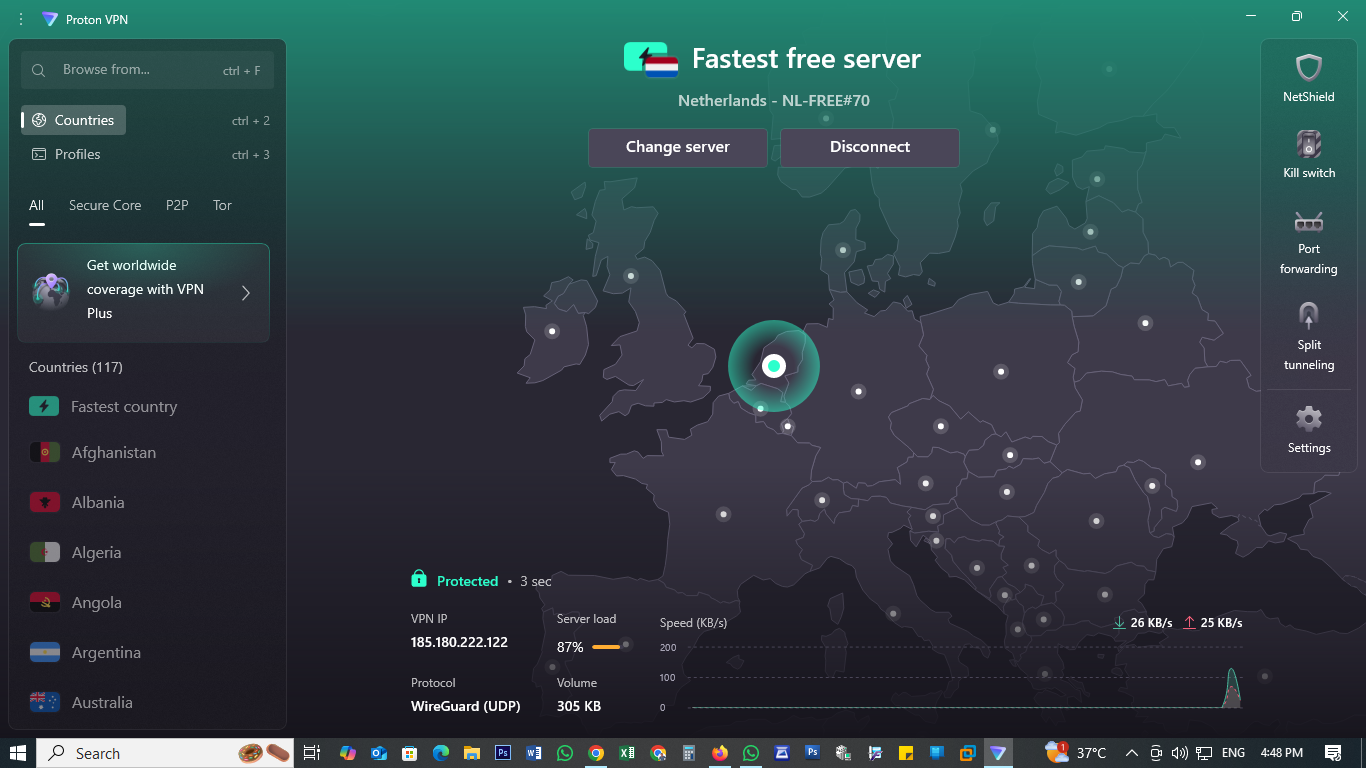 Proton VPN
Browse from...
ctrl + F
Countries
ctrl + 2
Profiles
ctrl + 3
All
Secure Core
P2P
Tor
Get worldwide
coverage with VPN
Plus
Countries (117)
Fastest country
Afghanistan
Albania
Algeria
Angola
Argentina
Australia
Fastest free server
Netherlands - NL-FREE#70
Change server
Disconnect
NetShield
Kill switch
Port
forwarding
Split
tunneling
Settings
Protected • 3 sec
VPN IP
185.180.222.122
Server load
87%
Protocol
WireGuard (UDP)
Volume
305 KB
Speed (KB/s)
26 KB/s
25 KB/s
200
100
0
Search
Ps
Ps
1
37°C
ENG
4:48 PM